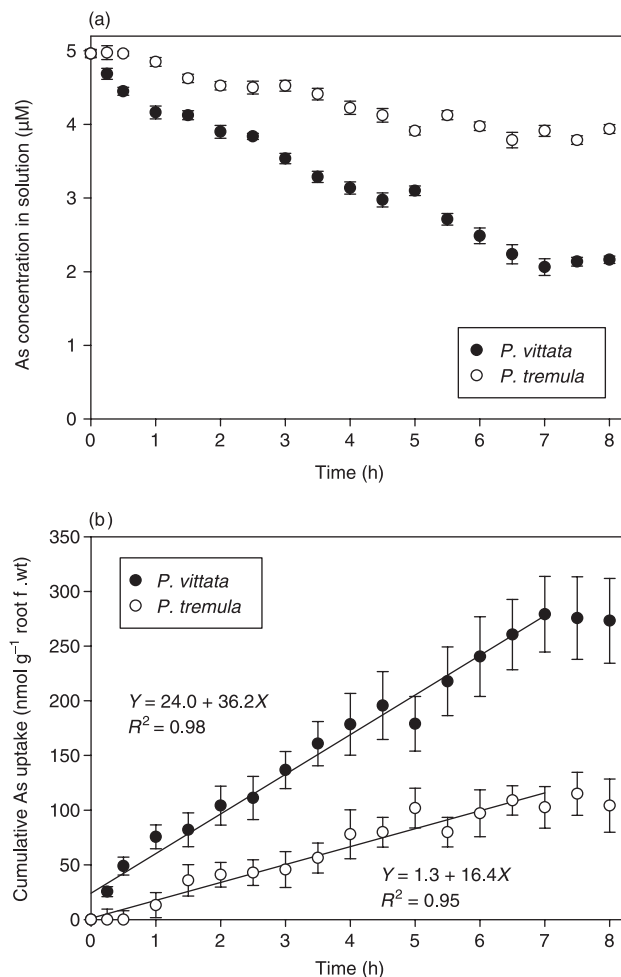 (a)
As concentration in solution (µM)
6
5
4
3
2
1
0
P. vittata
P. tremula
0 1 2 3 4 5 6 7 8
Time (h)
(b)
Cumulative As uptake (nmol g⁻¹ root f .wt)
350
300
250
200
150
100
50
0
P. vittata
P. tremula
Y = 24.0 + 36.2X
R² = 0.98
Y = 1.3 + 16.4X
R² = 0.95
0 1 2 3 4 5 6 7 8
Time (h)